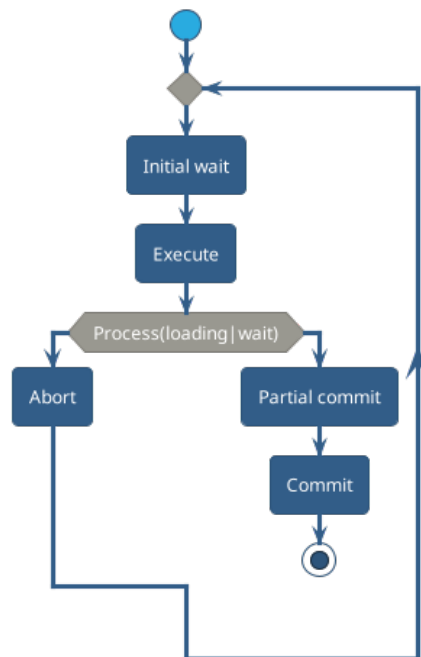 Initial wait
Execute
Process(loading|wait)
Abort
Partial commit
Commit